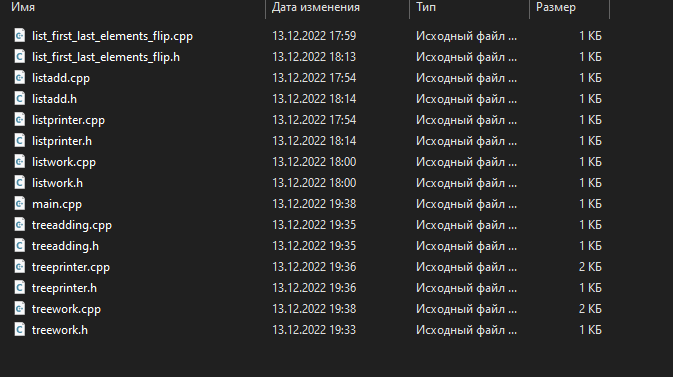 Имя Дата изменения Тип Размер
list_first_last_elements_flip.cpp 13.12.2022 17:59 Исходный файл ... 1 КБ
list_first_last_elements_flip.h 13.12.2022 18:13 Исходный файл ... 1 КБ
listadd.cpp 13.12.2022 17:54 Исходный файл ... 1 КБ
listadd.h 13.12.2022 18:14 Исходный файл ... 1 КБ
listprinter.cpp 13.12.2022 17:54 Исходный файл ... 1 КБ
listprinter.h 13.12.2022 18:14 Исходный файл ... 1 КБ
listwork.cpp 13.12.2022 18:00 Исходный файл ... 1 КБ
listwork.h 13.12.2022 18:00 Исходный файл ... 1 КБ
main.cpp 13.12.2022 19:38 Исходный файл ... 1 КБ
treeadding.cpp 13.12.2022 19:35 Исходный файл ... 1 КБ
treeadding.h 13.12.2022 19:35 Исходный файл ... 1 КБ
treeprinter.cpp 13.12.2022 19:36 Исходный файл ... 2 КБ
treeprinter.h 13.12.2022 19:36 Исходный файл ... 1 КБ
treework.cpp 13.12.2022 19:38 Исходный файл ... 2 КБ
treework.h 13.12.2022 19:33 Исходный файл ... 1 КБ